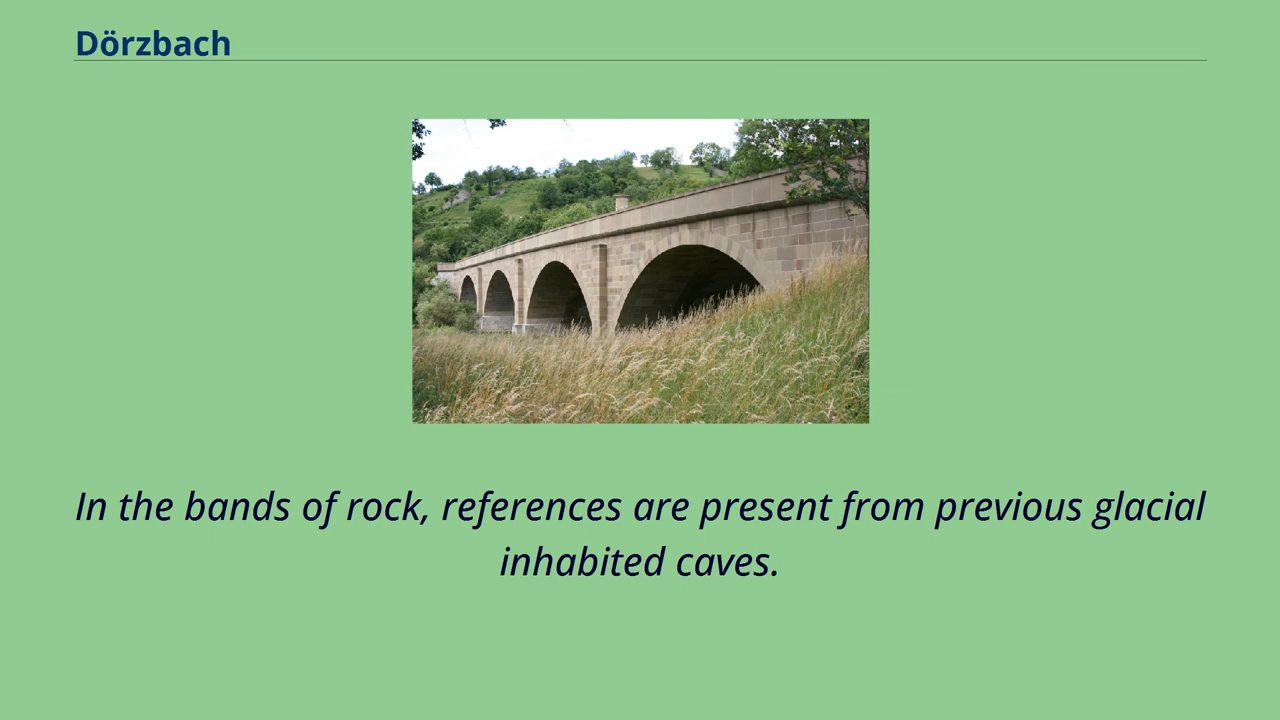 Dörzbach
In the bands of rock, references are present from previous glacial
inhabited caves.